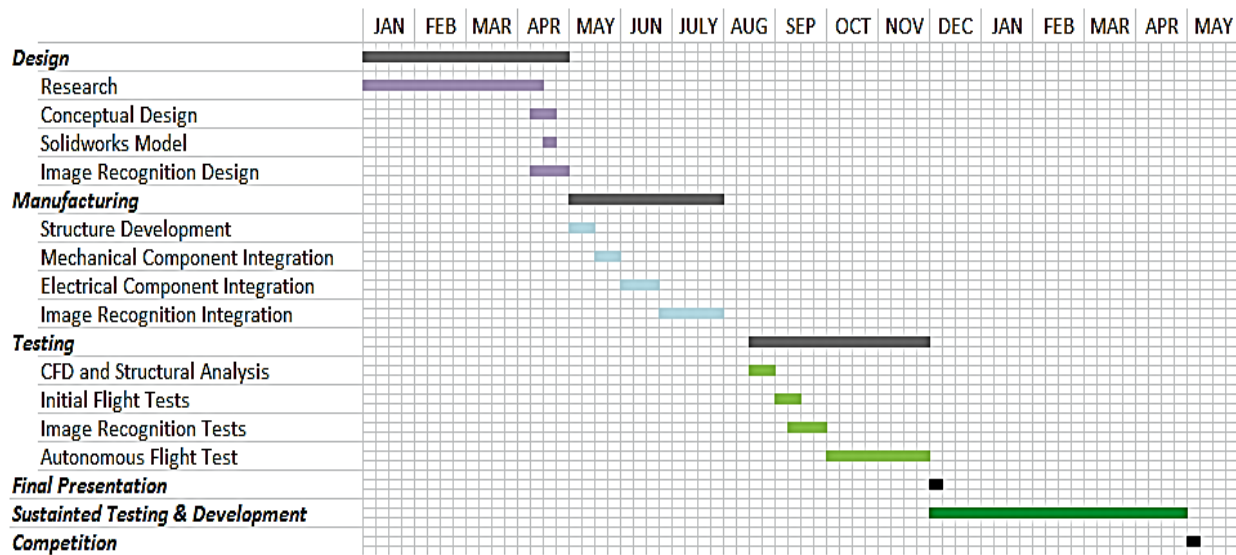 JAN FEB MAR APR MAY JUN JULY AUG SEP OCT NOV DEC JAN FEB MAR APR MAY
Design
Research
Conceptual Design
Solidworks Model
Image Recognition Design
Manufacturing
Structure Development
Mechanical Component Integration
Electrical Component Integration
Image Recognition Integration
Testing
CFD and Structural Analysis
Initial Flight Tests
Image Recognition Tests
Autonomous Flight Test
Final Presentation
Sustainted Testing & Development
Competition